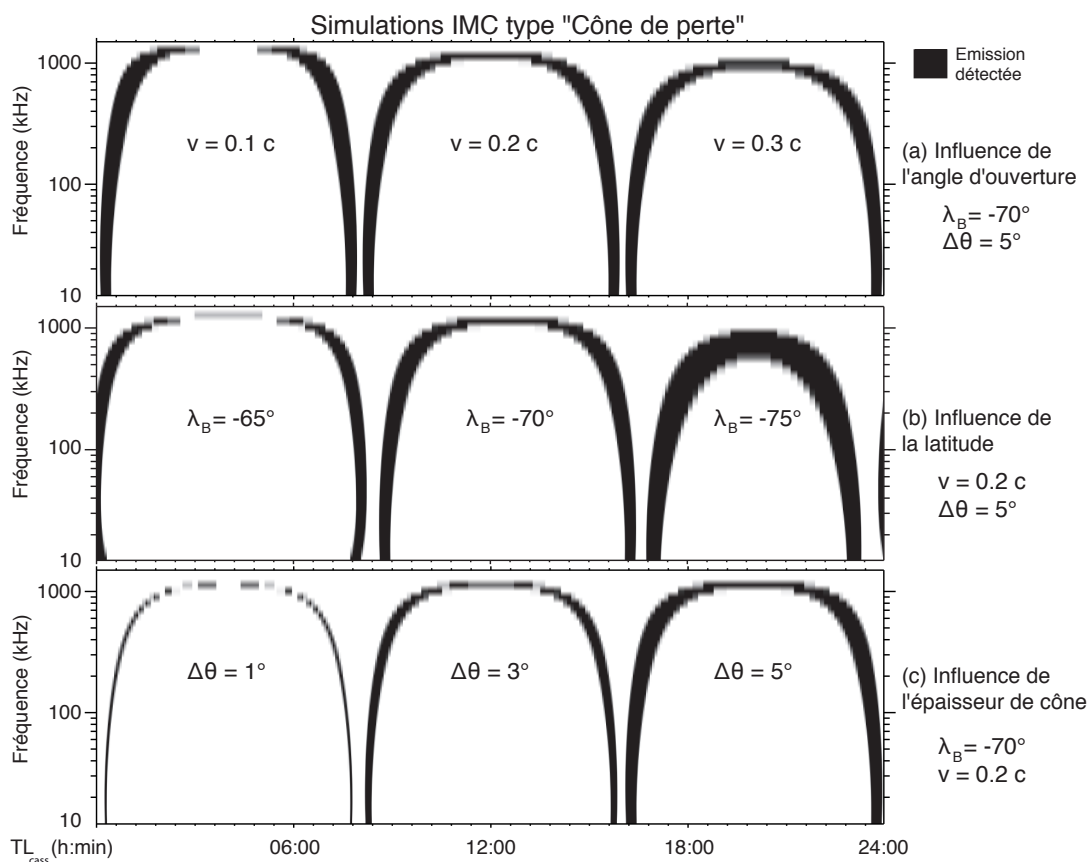 Simulations IMC type "Cône de perte"
Fréquence (kHz)
1000
100
10
v = 0.1 c
v = 0.2 c
v = 0.3 c
Emission
détectée
(a) Influence de
l'angle d'ouverture
λB= -70°
Δθ = 5°
Fréquence (kHz)
1000
100
10
λB= -65°
λB= -70°
λB= -75°
(b) Influence de
la latitude
v = 0.2 c
Δθ = 5°
Fréquence (kHz)
1000
100
10
Δθ = 1°
Δθ = 3°
Δθ = 5°
(c) Influence de
l'épaisseur de cône
λB= -70°
v = 0.2 c
TLcass (h:min)
06:00
12:00
18:00
24:00